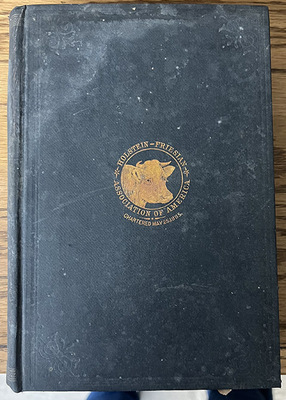 HOLSTEIN-FRIESIAN
ASSOCIATION OF AMERICA
CHARTERED MAY